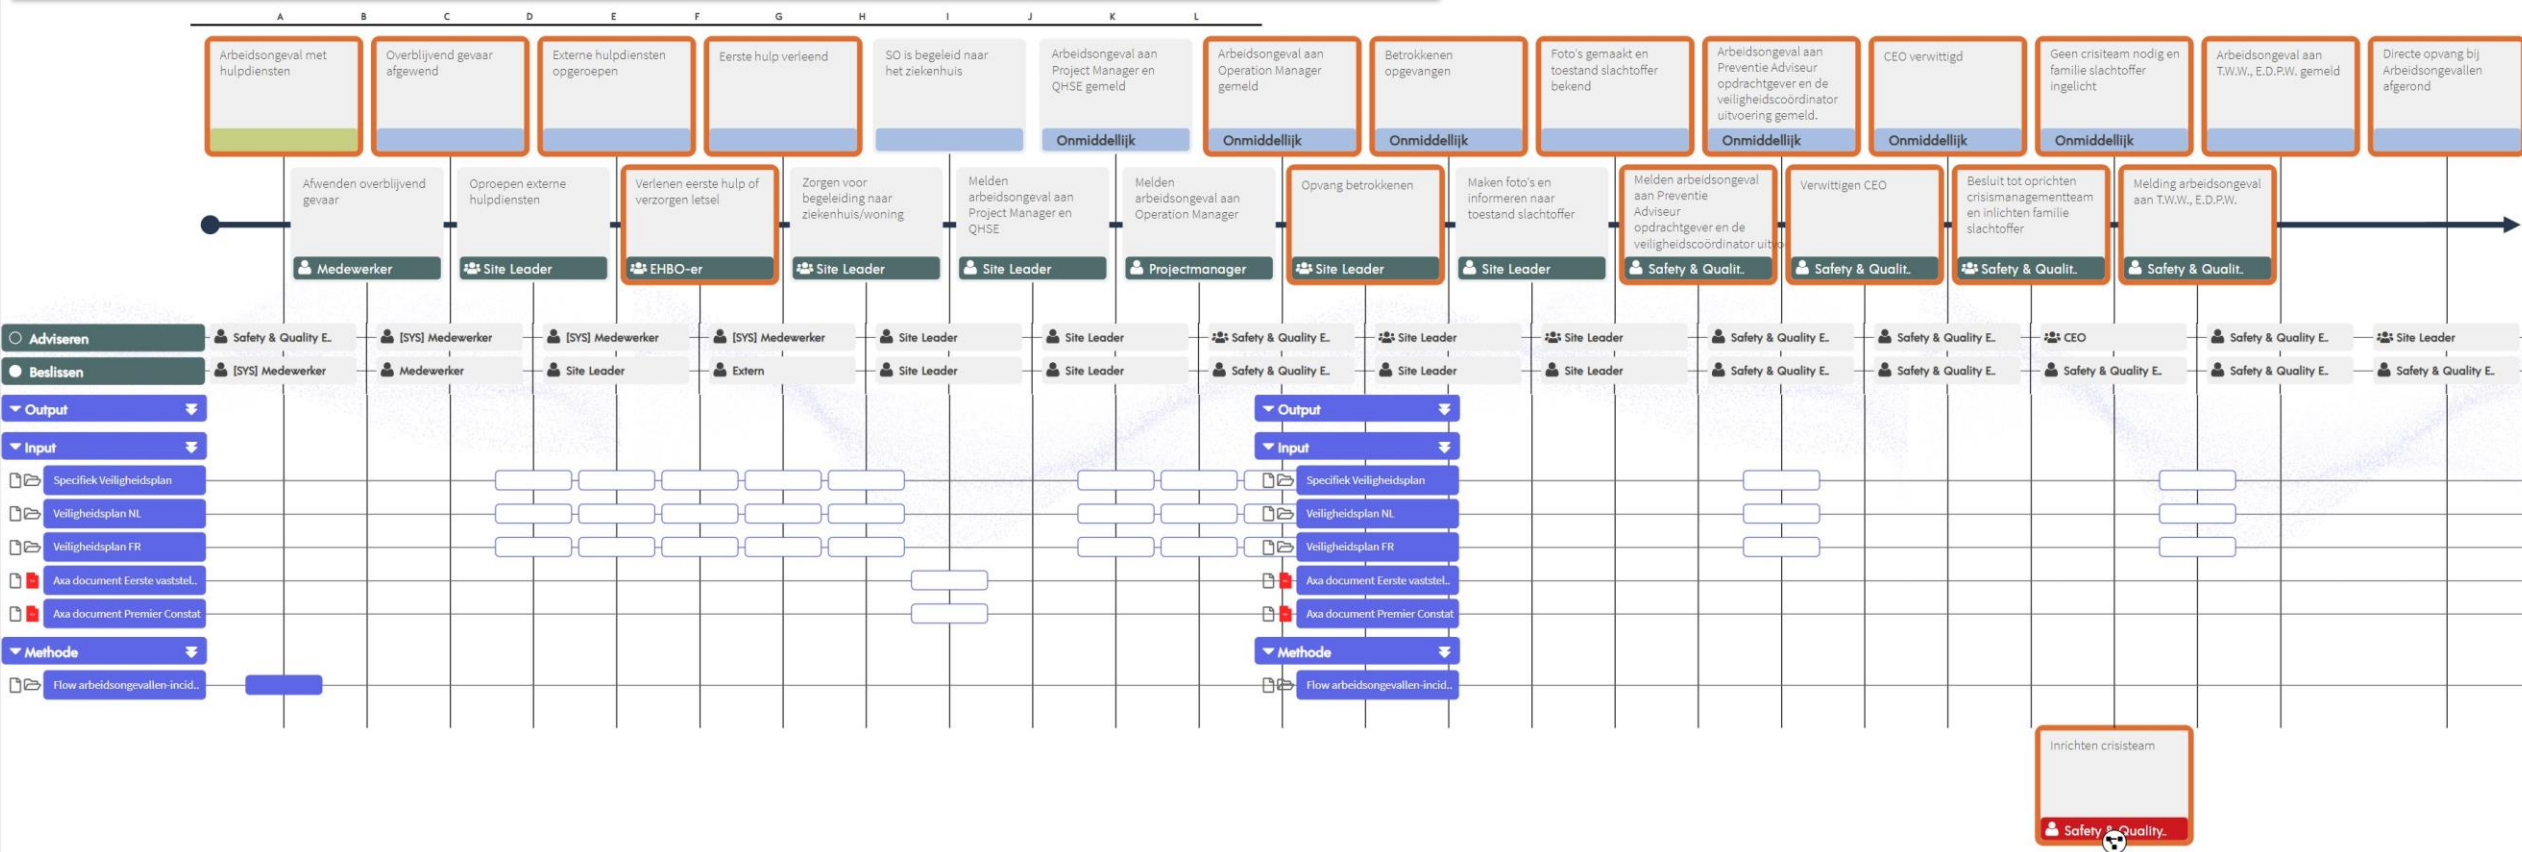 A B C D E F G H I J K L
Arbeidsongeval met
hulpdiensten
Overblijvend gevaar
afgewend
Externe hulpdiensten
opgeroepen
Eerste hulp verleend
SO is begeleid naar
het ziekenhuis
Arbeidsongeval aan
Project Manager en
QHSE gemeld
Onmiddellijk
Arbeidsongeval aan
Operation Manager
gemeld
Onmiddellijk
Betrokkenen
opgevangen
Onmiddellijk
Foto's gemaakt en
toestand slachtoffer
bekend
Arbeidsongeval aan
Preventie Adviseur
opdrachtgever en de
veiligheidscoördinator
uitvoering gemeld.
Onmiddellijk
CEO verwittigd
Onmiddellijk
Geen crisiteam nodig en
familie slachtoffer
ingelicht
Onmiddellijk
Arbeidsongeval aan
T.W.W., E.D.P.W. gemeld
Directe opvang bij
Arbeidsongevallen
afgerond
Afwenden overblijvend
gevaar
Medewerker
Oproepen externe
hulpdiensten
Site Leader
Verlenen eerste hulp of
verzorgen letsel
EHBO-er
Zorgen voor
begeleiding naar
ziekenhuis/woning
Site Leader
Melden
arbeidsongeval aan
Project Manager en
QHSE
Site Leader
Melden
arbeidsongeval aan
Operation Manager
Projectmanager
Opvang betrokkenen
Site Leader
Maken foto's en
informeren naar
toestand slachtoffer
Site Leader
Melden arbeidsongeval
aan Preventie
Adviseur
opdrachtgever en de
veiligheidscoördinator uitvo
Safety & Qualit..
Verwittigen CEO
Safety & Qualit..
Besluit tot oprichten
crisismanagementteam
en inlichten familie
slachtoffer
Safety & Qualit..
Melding arbeidsongeval
aan T.W.W., E.D.P.W.
Safety & Qualit..
Adviseren Safety & Quality E.. [SYS] Medewerker [SYS] Medewerker [SYS] Medewerker Site Leader Site Leader Safety & Quality E.. Site Leader Site Leader Safety & Quality E.. Safety & Quality E.. CEO Safety & Quality E.. Site Leader
Beslissen [SYS] Medewerker Medewerker Site Leader Extern Site Leader Site Leader Safety & Quality E.. Site Leader Site Leader Safety & Quality E.. Safety & Quality E.. Safety & Quality E.. Safety & Quality E.. Safety & Quality E..
Output Output
Input Input
Specifiek Veiligheidsplan Specifiek Veiligheidsplan
Veiligheidsplan NL Veiligheidsplan NL
Veiligheidsplan FR Veiligheidsplan FR
Axa document Eerste vaststel.. Axa document Eerste vaststel..
Axa document Premier Constat Axa document Premier Constat
Methode Methode
Flow arbeidsongevallen-incid.. Flow arbeidsongevallen-incid..
Inrichten crisisteam
Safety & Quality..